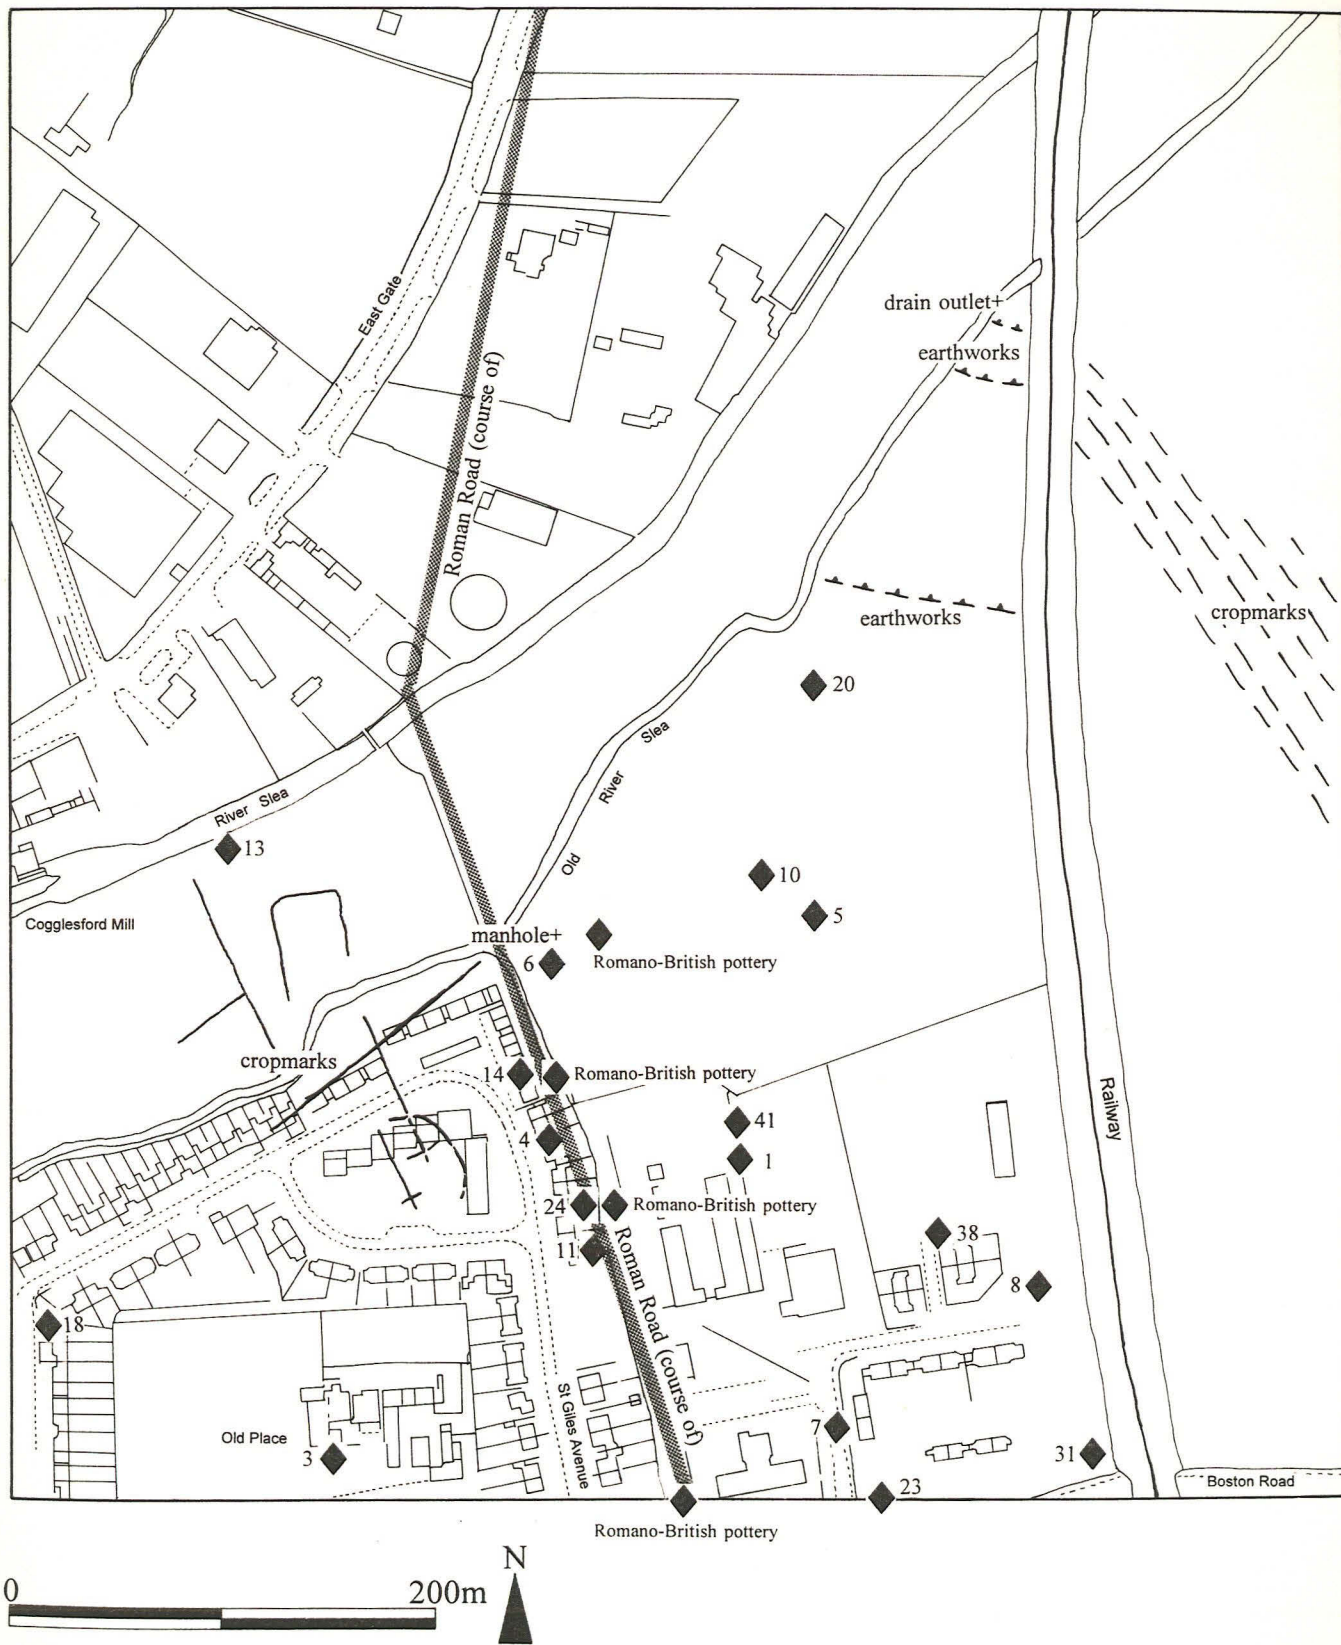 East Gate
drain outlet+
earthworks
Roman Road (course of)
earthworks
cropmarks
20
Slea
River
Old
River Slea
13
10
5
Cogglesford Mill
manhole+
6
Romano-British pottery
cropmarks
14
Romano-British pottery
41
4
1
Railway
24
Romano-British pottery
11
38
Roman Road (course of)
8
18
St Giles Avenue
7
Old Place
3
31
23
Boston Road
Romano-British pottery
N
0
200m